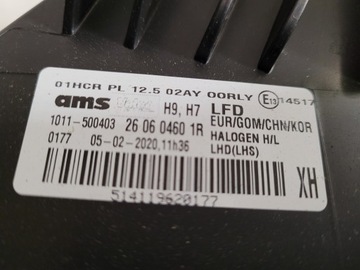 01HCR PL 12.5 02AY 00RLY E13 14517
ams H9, H7 LFD
1011-500403 26 06 0460 1R EUR/GOM/CHN/KOR
HALOGEN H/L
0177 05-02-2020,11h36 LHD(LHS)
XH
514119620177